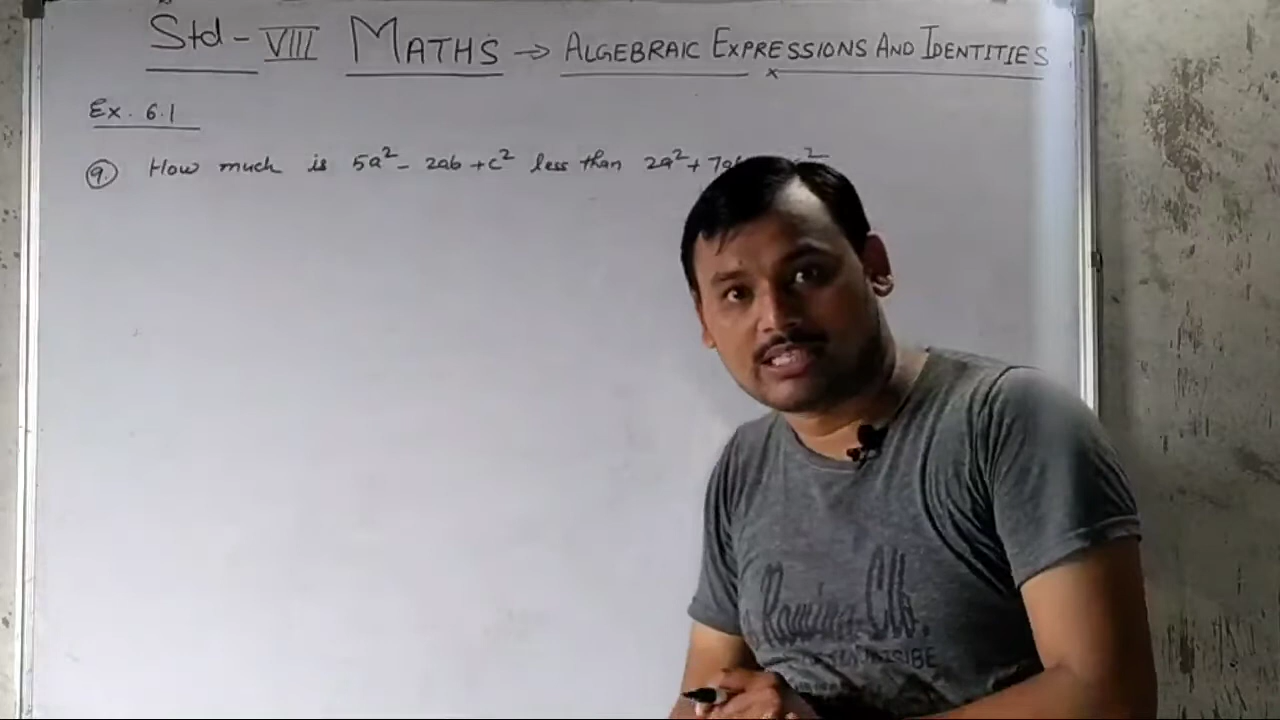 Std - VIII MATHS → ALGEBRAIC EXPRESSIONS AND IDENTITIES
Ex. 6.1
9 How much is 5a² - 2ab + c² less than 2a² + 7a